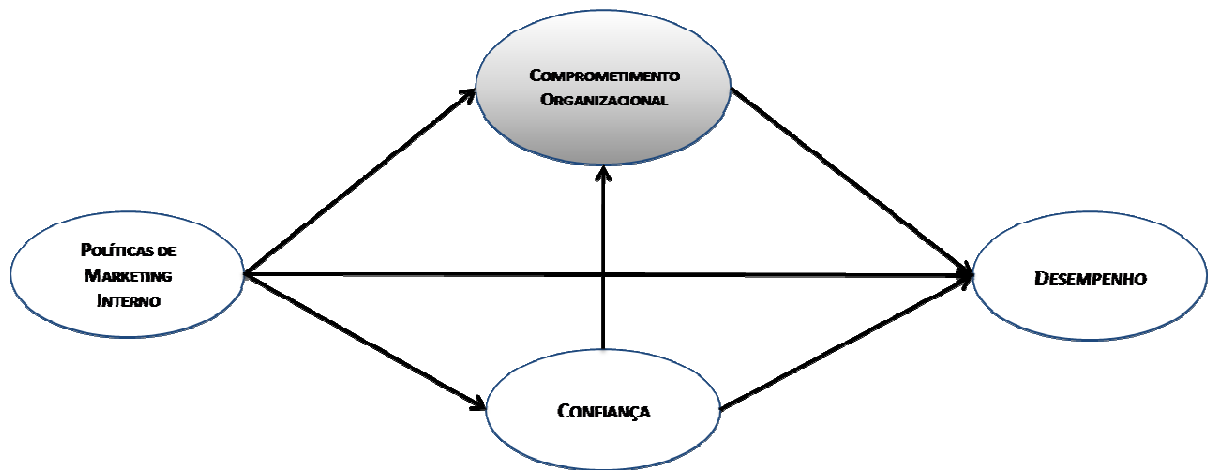 COMPROMETIMENTO
ORGANIZACIONAL
POLÍTICAS DE
MARKETING
INTERNO
DESEMPENHO
CONFIANÇA